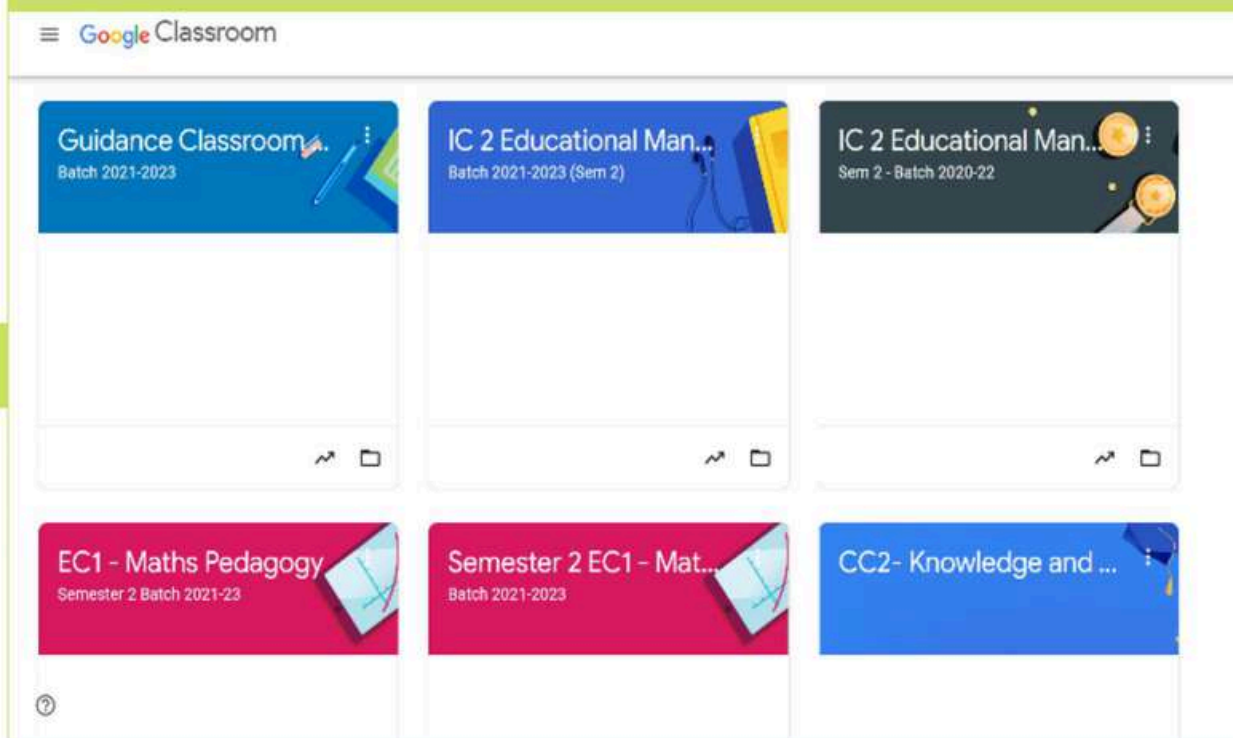 Google Classroom
Guidance Classroom...
Batch 2021-2023
IC 2 Educational Man...
Batch 2021-2023 (Sem 2)
IC 2 Educational Man...
Sem 2 - Batch 2020-22
EC1 - Maths Pedagogy
Semester 2 Batch 2021-23
Semester 2 EC1 - Mat...
Batch 2021-2023
CC2- Knowledge and ...